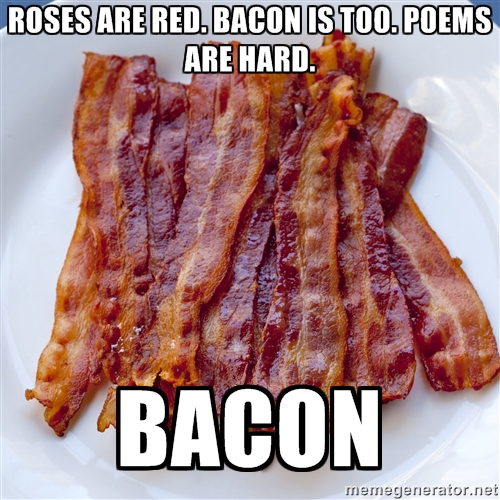 ROSES ARE RED. BACON IS TOO. POEMS
ARE HARD.
BACON
memegenerator.net